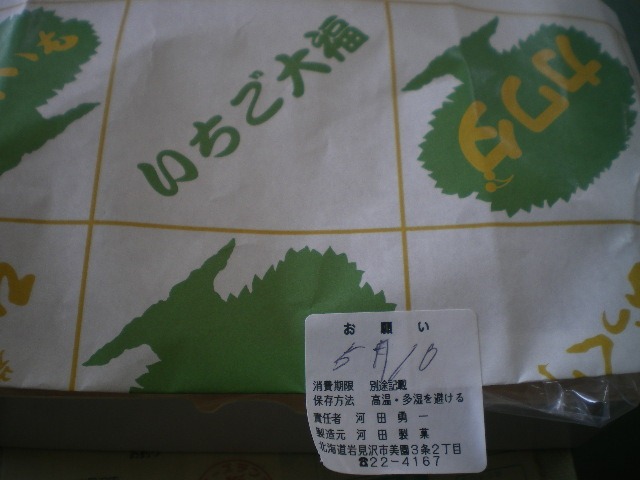 いちご大福
カワダ
お願い
5月10
消費期限 別途記載
保存方法 高温・多湿を避ける
責任者 河田勇一
製造元 河田製菓
北海道岩見沢市美園3条2丁目
☎22-4167